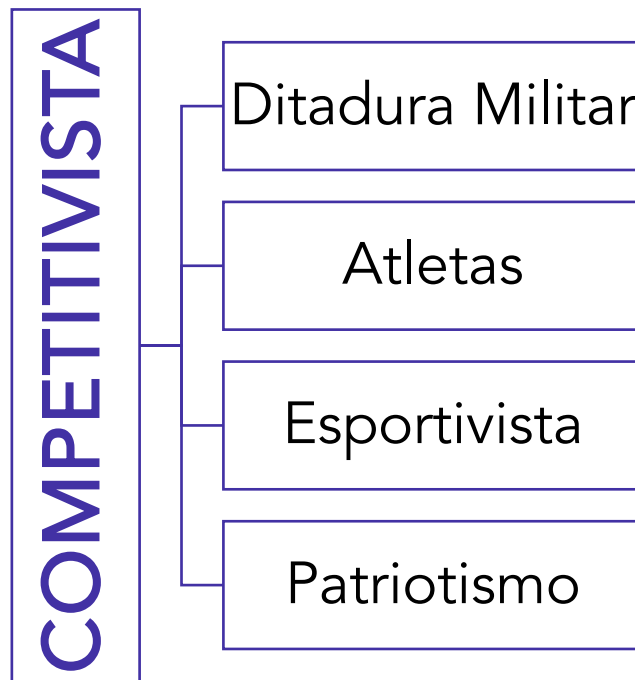 COMPETITIVISTA
Ditadura Militar
Atletas
Esportivista
Patriotismo